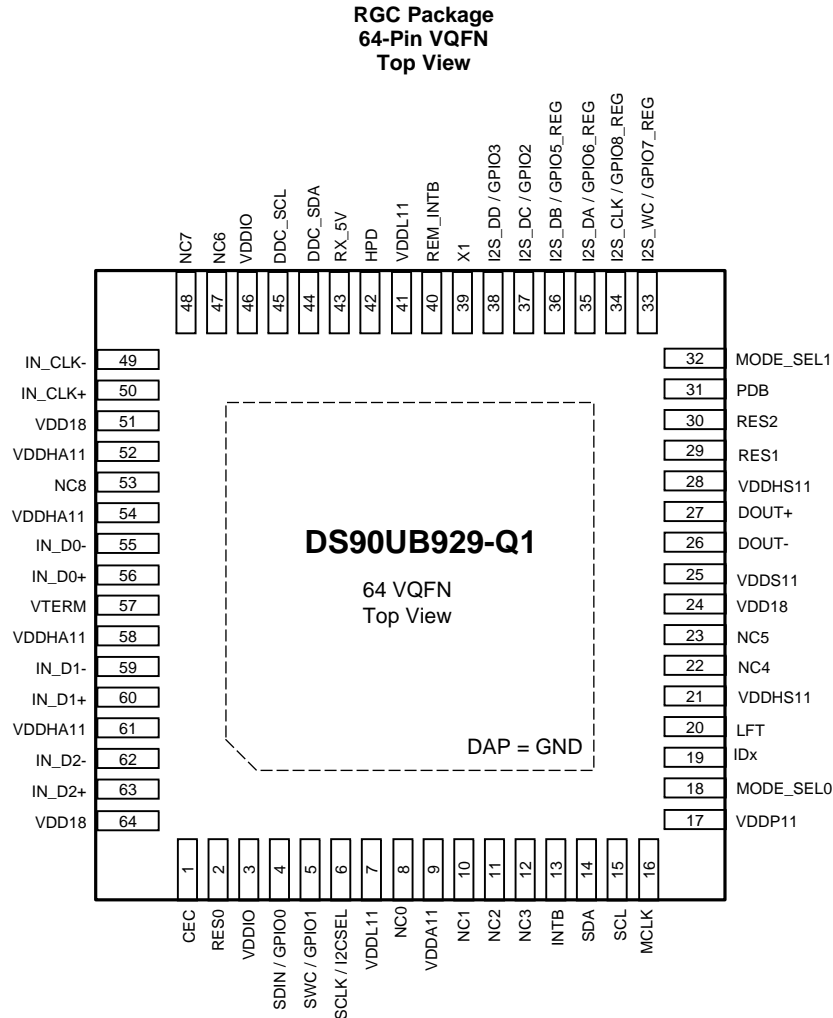 RGC Package
64-Pin VQFN
Top View
NC7
NC6
VDDIO
DDC_SCL
DDC_SDA
RX_5V
HPD
VDDL11
REM_INTB
X1
I2S_DD / GPIO3
I2S_DC / GPIO2
I2S_DB / GPIO5_REG
I2S_DA / GPIO6_REG
I2S_CLK / GPIO8_REG
I2S_WC / GPIO7_REG
48
47
46
45
44
43
42
41
40
39
38
37
36
35
34
33
IN_CLK- 49
IN_CLK+ 50
VDD18 51
VDDHA11 52
NC8 53
VDDHA11 54
IN_D0- 55
IN_D0+ 56
VTERM 57
VDDHA11 58
IN_D1- 59
IN_D1+ 60
VDDHA11 61
IN_D2- 62
IN_D2+ 63
VDD18 64
DS90UB929-Q1
64 VQFN
Top View
DAP = GND
32 MODE_SEL1
31 PDB
30 RES2
29 RES1
28 VDDHS11
27 DOUT+
26 DOUT-
25 VDDS11
24 VDD18
23 NC5
22 NC4
21 VDDHS11
20 LFT
19 IDx
18 MODE_SEL0
17 VDDP11
1
2
3
4
5
6
7
8
9
10
11
12
13
14
15
16
CEC
RES0
VDDIO
SDIN / GPIO0
SWC / GPIO1
SCLK / I2CSEL
VDDL11
NC0
VDDA11
NC1
NC2
NC3
INTB
SDA
SCL
MCLK